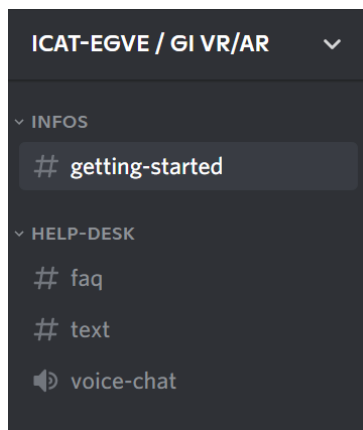 ICAT-EGVE / GI VR/AR
INFOS
# getting-started
HELP-DESK
# faq
# text
voice-chat